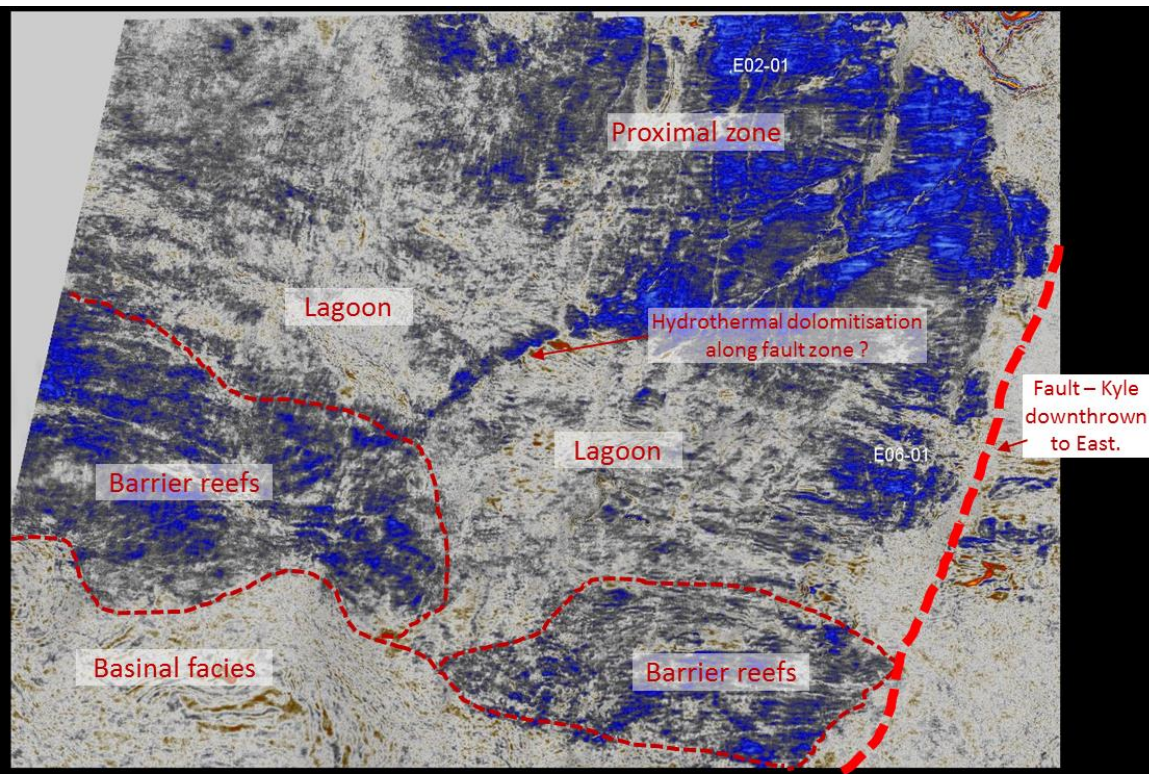 E02-01
Proximal zone
Lagoon
Hydrothermal dolomitisation
along fault zone ?
Fault – Kyle
downthrown
to East.
Lagoon
E06-01
Barrier reefs
Basinal facies
Barrier reefs